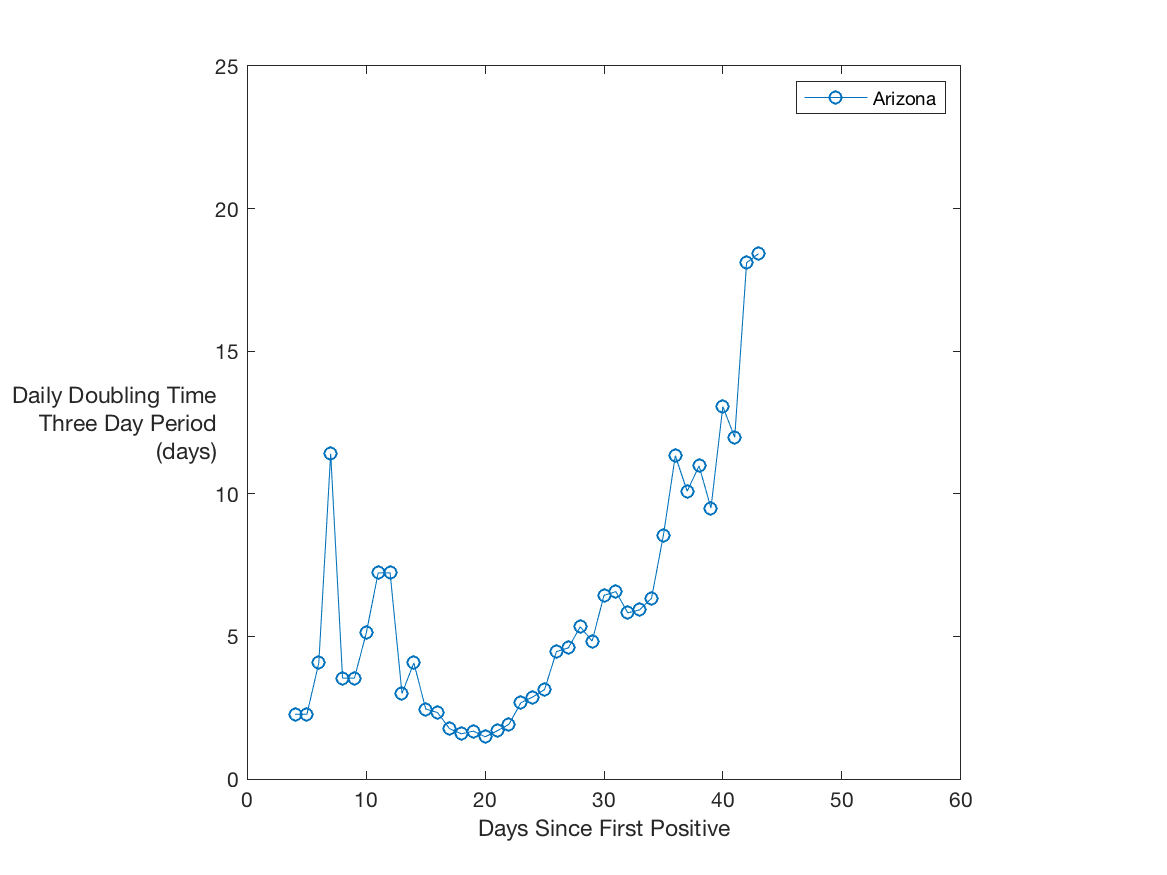 25
20
15
10
5
0
Daily Doubling Time
Three Day Period
(days)
Arizona
0 10 20 30 40 50 60
Days Since First Positive